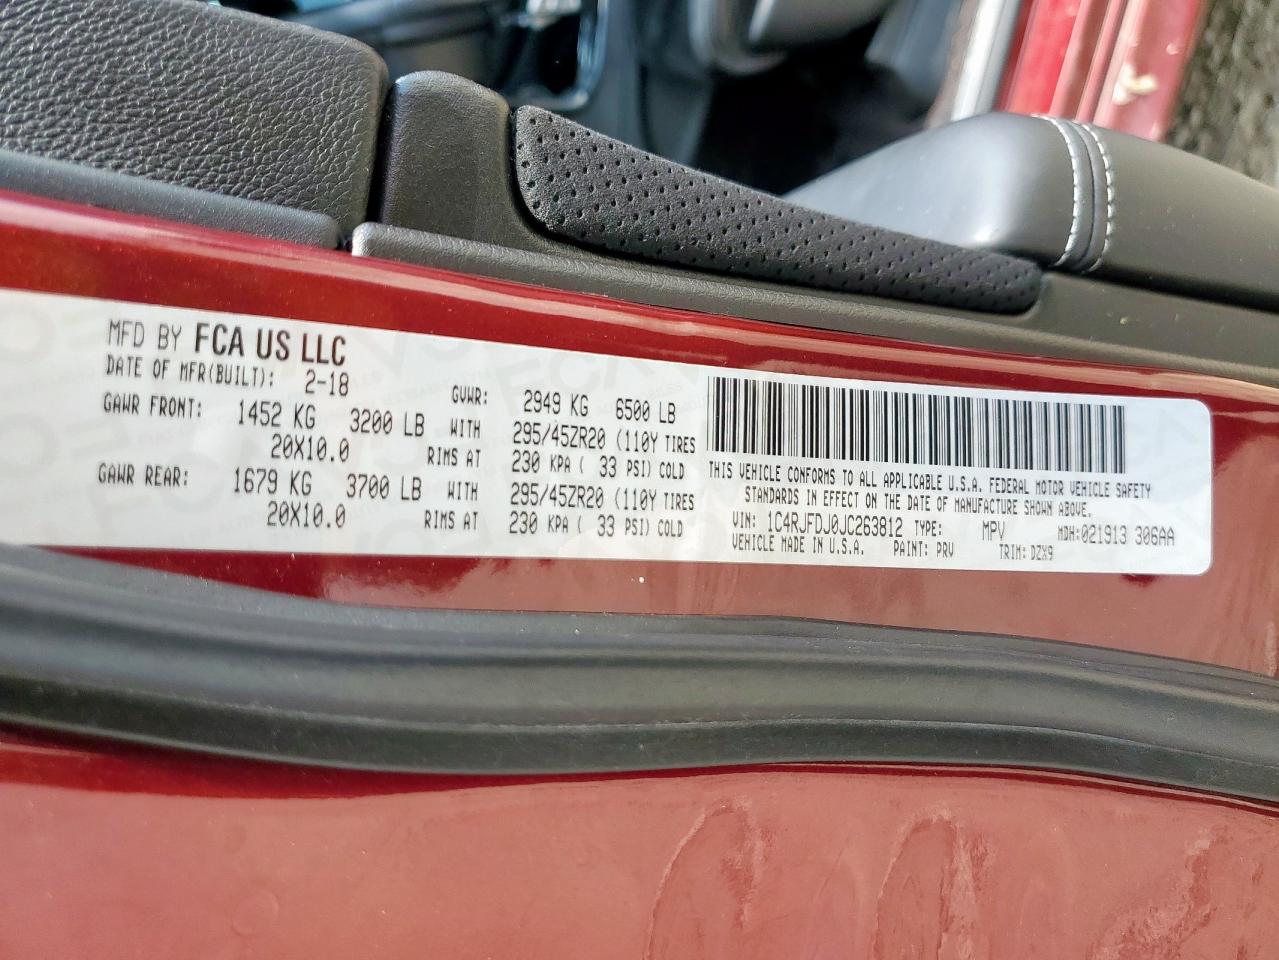 MFD BY FCA US LLC
DATE OF MFR(BUILT): 2-18
GVWR: 2949 KG 6500 LB
GAWR FRONT: 1452 KG 3200 LB WITH 295/45ZR20 (110Y TIRES
20X10.0 RIMS AT 230 KPA ( 33 PSI) COLD
GAWR REAR: 1679 KG 3700 LB WITH 295/45ZR20 (110Y TIRES
20X10.0 RIMS AT 230 KPA ( 33 PSI) COLD
THIS VEHICLE CONFORMS TO ALL APPLICABLE U.S.A. FEDERAL MOTOR VEHICLE SAFETY
STANDARDS IN EFFECT ON THE DATE OF MANUFACTURE SHOWN ABOVE.
VIN: 1C4RJFDJ0JC263812 TYPE: MPV MDH:021913 306AA
VEHICLE MADE IN U.S.A. PAINT: PRV TRIM: DZX9